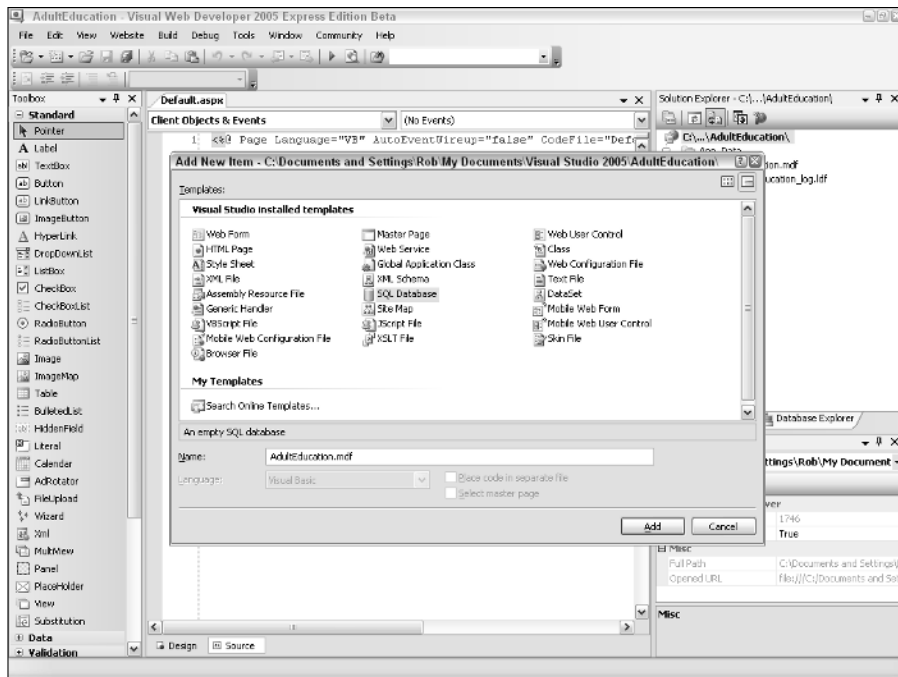 AdultEducation - Visual Web Developer 2005 Express Edition Beta
File Edit View Website Build Debug Tools Window Community Help
Toolbox
Standard
Pointer
Label
TextBox
Button
LinkButton
ImageButton
HyperLink
DropDownList
ListBox
CheckBox
CheckBoxList
RadioButton
RadioButtonList
Image
ImageMap
Table
BulletedList
HiddenField
Literal
Calendar
AdRotator
FileUpload
Wizard
Xml
MultiView
Panel
PlaceHolder
View
Substitution
Data
Validation
Default.aspx
Client Objects & Events (No Events)
1 <%@ Page Language="VB" AutoEventWireup="false" CodeFile="Def
Add New Item - C:\Documents and Settings\Rob\My Documents\Visual Studio 2005\AdultEducation\
Templates:
Visual Studio installed templates
Web Form Master Page Web User Control
HTML Page Web Service Class
Style Sheet Global Application Class Web Configuration File
XML File XML Schema Text File
Assembly Resource File SQL Database DataSet
Generic Handler Site Map Mobile Web Form
VBScript File JScript File Mobile Web User Control
Mobile Web Configuration File XSLT File Skin File
Browser File
My Templates
Search Online Templates...
An empty SQL database
Name: AdultEducation.mdf
Language: Visual Basic
Place code in separate file
Select master page
Add Cancel
Design Source
Solution Explorer - C:\...\AdultEducation\
C:\...\AdultEducation\
App_Data
ion.mdf
ucation_log.ldf
Database Explorer
ttings\Rob\My Document
ver
1746
True
Misc
Full Path C:\Documents and Settings\
Opened URL file:///C:/Documents and Se
Misc